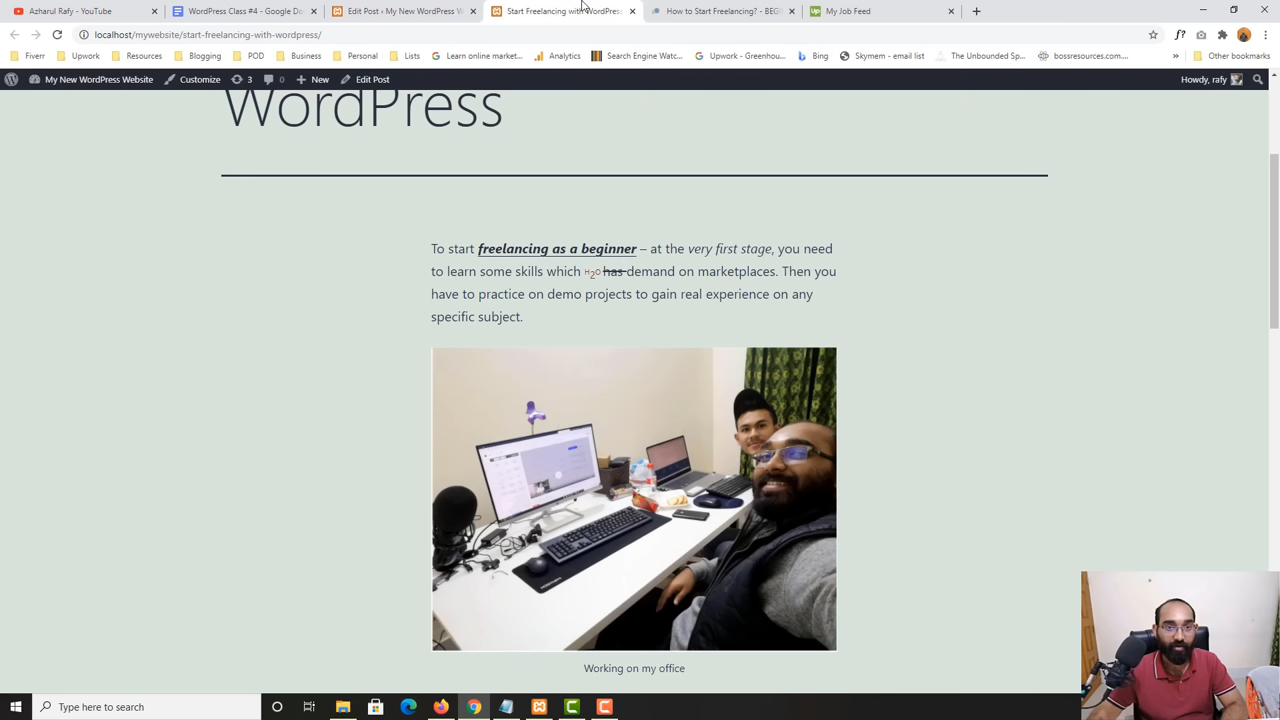 Azharul Rafy - YouTube
WordPress Class #4 - Google Do
Edit Post ‹ My New WordPress W
Start Freelancing with WordPress
How to Start Freelancing? - BEGI
My Job Feed
localhost/mywebsite/start-freelancing-with-wordpress/
Fiverr
Upwork
Research
Blogging
POD
Business
Personal
Lists
Learn online market...
Analytics
Search Engine Watc...
Upwork - Greenhou...
Bing
Skymem - email list
The Unbounded Sp...
bossresources.com...
»
Other bookmarks
My New WordPress Website
Customize
3
0
New
Edit Post
Howdy, rafy
WordPress
To start freelancing as a beginner – at the very first stage, you need
to learn some skills which H2O has demand on marketplaces. Then you
have to practice on demo projects to gain real experience on any
specific subject.
Working on my office
Type here to search